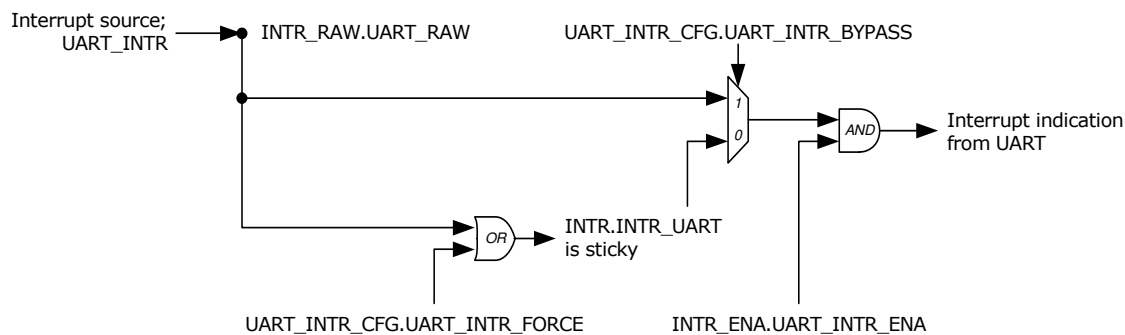 Interrupt source;
UART_INTR
INTR_RAW.UART_RAW
UART_INTR_CFG.UART_INTR_BYPASS
1
0
AND
Interrupt indication
from UART
OR
INTR.INTR_UART
is sticky
UART_INTR_CFG.UART_INTR_FORCE
INTR_ENA.UART_INTR_ENA